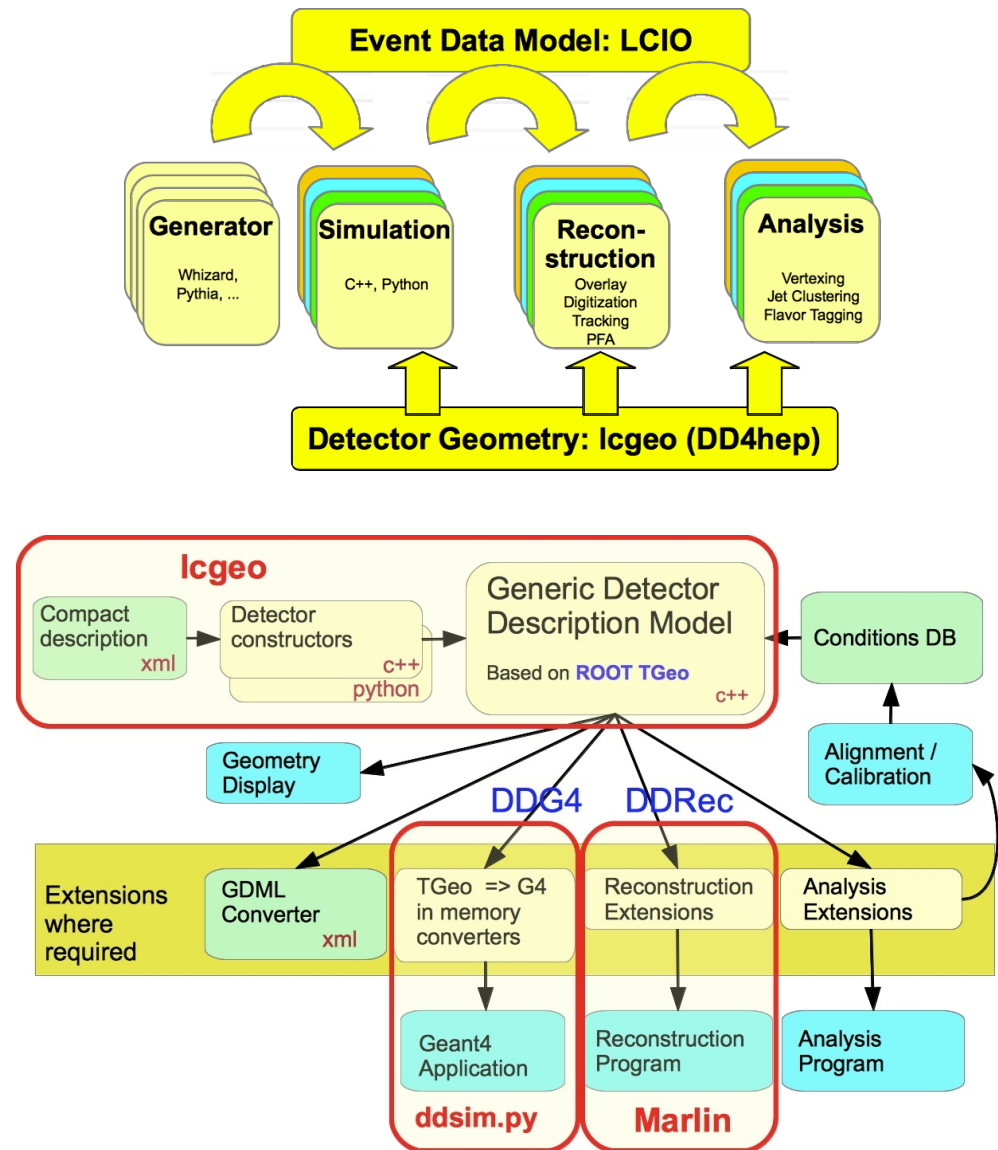 Event Data Model: LCIO
Generator
Whizard,
Pythia, ...
Simulation
C++, Python
Recon-
struction
Overlay
Digitization
Tracking
PFA
Analysis
Vertexing
Jet Clustering
Flavor Tagging
Detector Geometry: lcgeo (DD4hep)
lcgeo
Compact
description
xml
Detector
constructors
c++
python
Generic Detector
Description Model
Based on ROOT TGeo
c++
Conditions DB
Geometry
Display
Alignment /
Calibration
DDG4
DDRec
Extensions
where
required
GDML
Converter
xml
TGeo => G4
in memory
converters
Reconstruction
Extensions
Analysis
Extensions
Geant4
Application
Reconstruction
Program
Analysis
Program
ddsim.py
Marlin